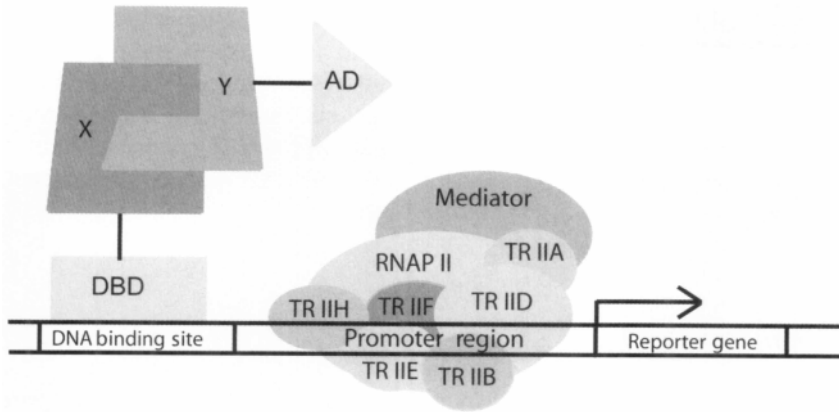 Y
AD
X
Mediator
RNAP II
TR IIA
DBD
TR IIH
TR IIF
TR IID
DNA binding site
Promoter region
Reporter gene
TR IIE
TR IIB